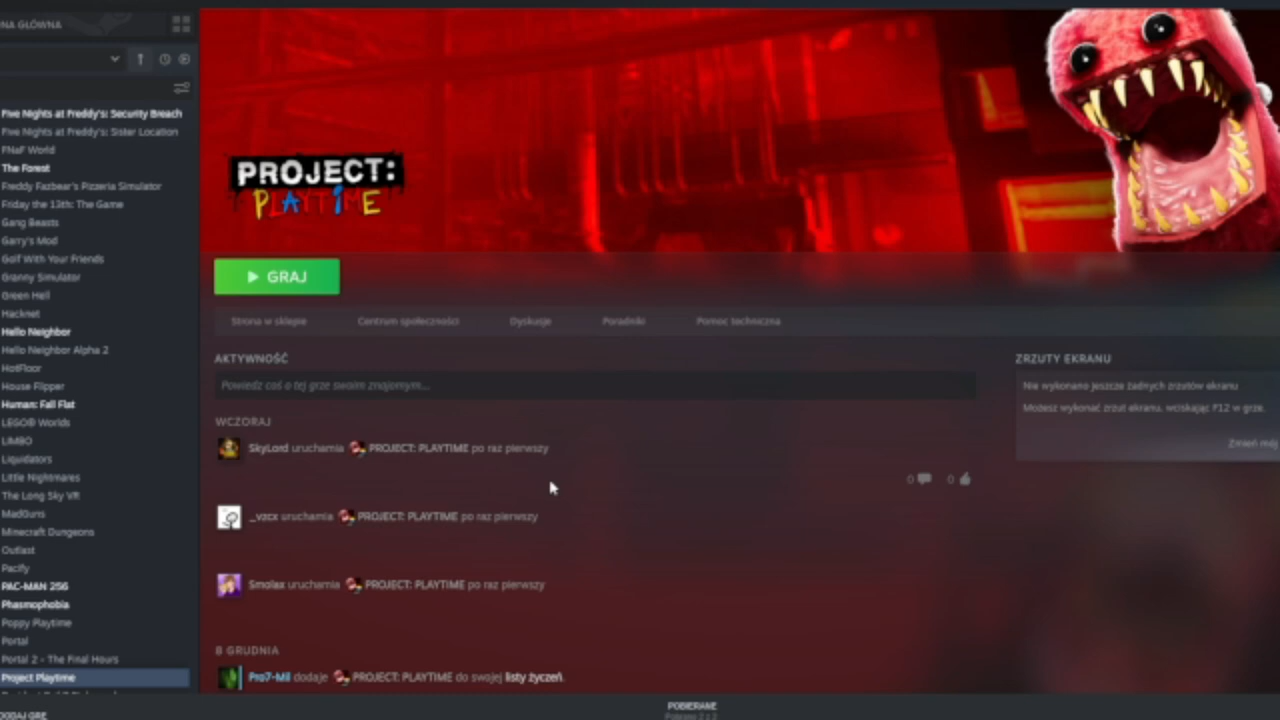 NA GŁÓWNA
Five Nights at Freddy's: Security Breach
Five Nights at Freddy's: Sister Location
FNaF World
The Forest
Freddy Fazbear's Pizzeria Simulator
Friday the 13th: The Game
Gang Beasts
Garry's Mod
Golf With Your Friends
Granny Simulator
Green Hell
Hacknet
Hello Neighbor
Hello Neighbor Alpha 2
HotFloor
House Flipper
Human: Fall Flat
LEGO® Worlds
LIMBO
Liquidators
Little Nightmares
The Long Sky VR
MadGuns
Minecraft Dungeons
Outlast
Pacify
PAC-MAN 256
Phasmophobia
Poppy Playtime
Portal
Portal 2 - The Final Hours
Project Playtime
DODAJ GRĘ
PROJECT:
PLAYTIME
GRAJ
Strona w sklepie Centrum społeczności Dyskusje Poradniki Pomoc techniczna
AKTYWNOŚĆ
Powiedz coś o tej grze swoim znajomym...
WCZORAJ
SkyLord uruchamia PROJECT: PLAYTIME po raz pierwszy
0 0
_vzcx uruchamia PROJECT: PLAYTIME po raz pierwszy
Smolax uruchamia PROJECT: PLAYTIME po raz pierwszy
8 GRUDNIA
Pro7-Mil dodaje PROJECT: PLAYTIME do swojej listy życzeń.
ZRZUTY EKRANU
Nie wykonano jeszcze żadnych zrzutów ekranu
Możesz wykonać zrzut ekranu, wciskając F12 w grze.
Zmień mój
POBIERANIE